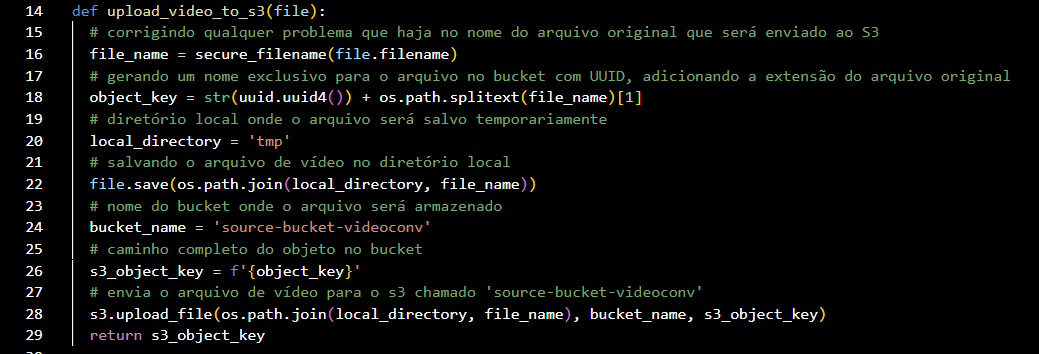 14 def upload_video_to_s3(file):
15 # corrigindo qualquer problema que haja no nome do arquivo original que será enviado ao S3
16 file_name = secure_filename(file.filename)
17 # gerando um nome exclusivo para o arquivo no bucket com UUID, adicionando a extensão do arquivo original
18 object_key = str(uuid.uuid4()) + os.path.splitext(file_name)[1]
19 # diretório local onde o arquivo será salvo temporariamente
20 local_directory = 'tmp'
21 # salvando o arquivo de vídeo no diretório local
22 file.save(os.path.join(local_directory, file_name))
23 # nome do bucket onde o arquivo será armazenado
24 bucket_name = 'source-bucket-videoconv'
25 # caminho completo do objeto no bucket
26 s3_object_key = f'{object_key}'
27 # envia o arquivo de vídeo para o s3 chamado 'source-bucket-videoconv'
28 s3.upload_file(os.path.join(local_directory, file_name), bucket_name, s3_object_key)
29 return s3_object_key